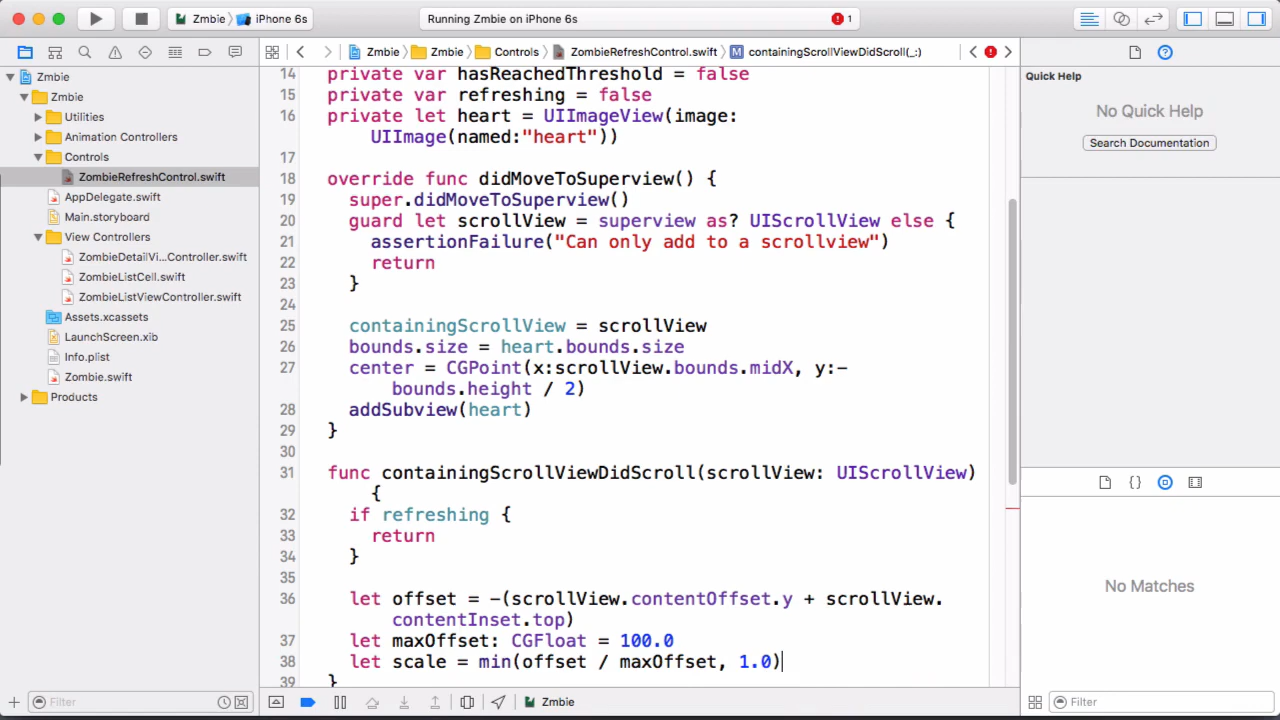 Zmbie
iPhone 6s
Running Zmbie on iPhone 6s
1
Zmbie
Zmbie
Controls
ZombieRefreshControl.swift
containingScrollViewDidScroll(_:)
Zmbie
Zmbie
Utilities
Animation Controllers
Controls
ZombieRefreshControl.swift
AppDelegate.swift
Main.storyboard
View Controllers
ZombieDetailVi...Controller.swift
ZombieListCell.swift
ZombieListViewController.swift
Assets.xcassets
LaunchScreen.xib
Info.plist
Zombie.swift
Products
Filter
14 private var hasReachedThreshold = false
15 private var refreshing = false
16 private let heart = UIImageView(image:
UIImage(named:"heart"))
17
18 override func didMoveToSuperview() {
19 super.didMoveToSuperview()
20 guard let scrollView = superview as? UIScrollView else {
21 assertionFailure("Can only add to a scrollview")
22 return
23 }
24
25 containingScrollView = scrollView
26 bounds.size = heart.bounds.size
27 center = CGPoint(x:scrollView.bounds.midX, y:-
bounds.height / 2)
28 addSubview(heart)
29 }
30
31 func containingScrollViewDidScroll(scrollView: UIScrollView)
{
32 if refreshing {
33 return
34 }
35
36 let offset = -(scrollView.contentOffset.y + scrollView.
contentInset.top)
37 let maxOffset: CGFloat = 100.0
38 let scale = min(offset / maxOffset, 1.0)
39 }
Zmbie
Quick Help
No Quick Help
Search Documentation
{ }
No Matches
Filter